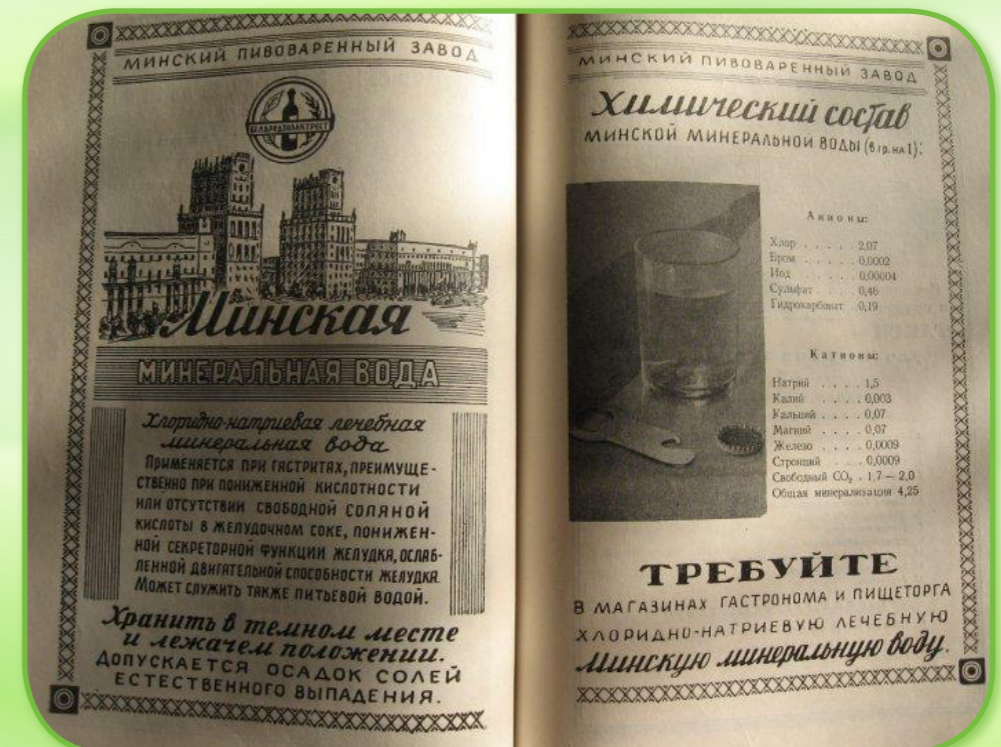 МИНСКИЙ ПИВОВАРЕННЫЙ ЗАВОД
Минская
МИНЕРАЛЬНАЯ ВОДА
Хлоридно-натриевая лечебная
минеральная вода
ПРИМЕНЯЕТСЯ ПРИ ГАСТРИТАХ, ПРЕИМУЩЕ-
СТВЕННО ПРИ ПОНИЖЕННОЙ КИСЛОТНОСТИ
ИЛИ ОТСУТСТВИИ СВОБОДНОЙ СОЛЯНОЙ
КИСЛОТЫ В ЖЕЛУДОЧНОМ СОКЕ, ПОНИЖЕН-
НОЙ СЕКРЕТОРНОЙ ФУНКЦИИ ЖЕЛУДКА, ОСЛАБ-
ЛЕННОЙ ДВИГАТЕЛЬНОЙ СПОСОБНОСТИ ЖЕЛУДКА.
МОЖЕТ СЛУЖИТЬ ТАКЖЕ ПИТЬЕВОЙ ВОДОЙ.
Хранить в темном месте
и лежачем положении.
ДОПУСКАЕТСЯ ОСАДОК СОЛЕЙ
ЕСТЕСТВЕННОГО ВЫПАДЕНИЯ.
МИНСКИЙ ПИВОВАРЕННЫЙ ЗАВОД
Химический состав
МИНСКОЙ МИНЕРАЛЬНОЙ ВОДЫ (в гр. на 1):
Анионы:
Хлор . . . . 2,07
Бром . . . . . 0,0002
Иод . . . . . 0,00004
Сульфат . . . 0,46
Гидрокарбонат . 0,19
Катионы:
Натрий . . . . 1,5
Калий . . . . . 0,003
Кальций . . . . 0,07
Магний . . . . 0,07
Железо . . . . 0,0009
Стронций . . . 0,0009
Свободный CO₂ . 1,7 — 2,0
Общая минерализация 4,25
ТРЕБУЙТЕ
В МАГАЗИНАХ ГАСТРОНОМА И ПИЩЕТОРГА
ХЛОРИДНО-НАТРИЕВУЮ ЛЕЧЕБНУЮ
Минскую минеральную воду.